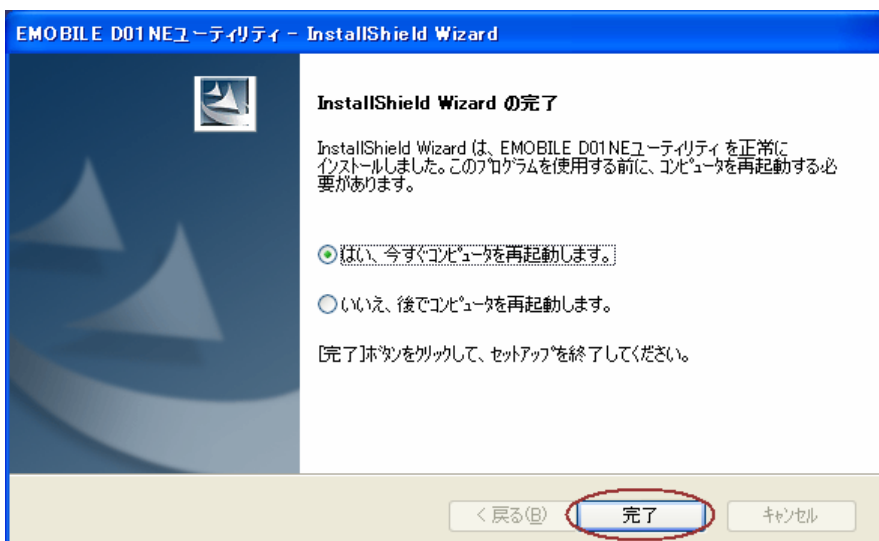 EMOBILE D01NEユーティリティ - InstallShield Wizard
InstallShield Wizard の完了
InstallShield Wizard は、EMOBILE D01NEユーティリティ を正常に
インストールしました。このプログラムを使用する前に、コンピュータを再起動する必
要があります。
はい、今すぐコンピュータを再起動します。
いいえ、後でコンピュータを再起動します。
[完了]ボタンをクリックして、セットアップを終了してください。
< 戻る(B)
完了
キャンセル